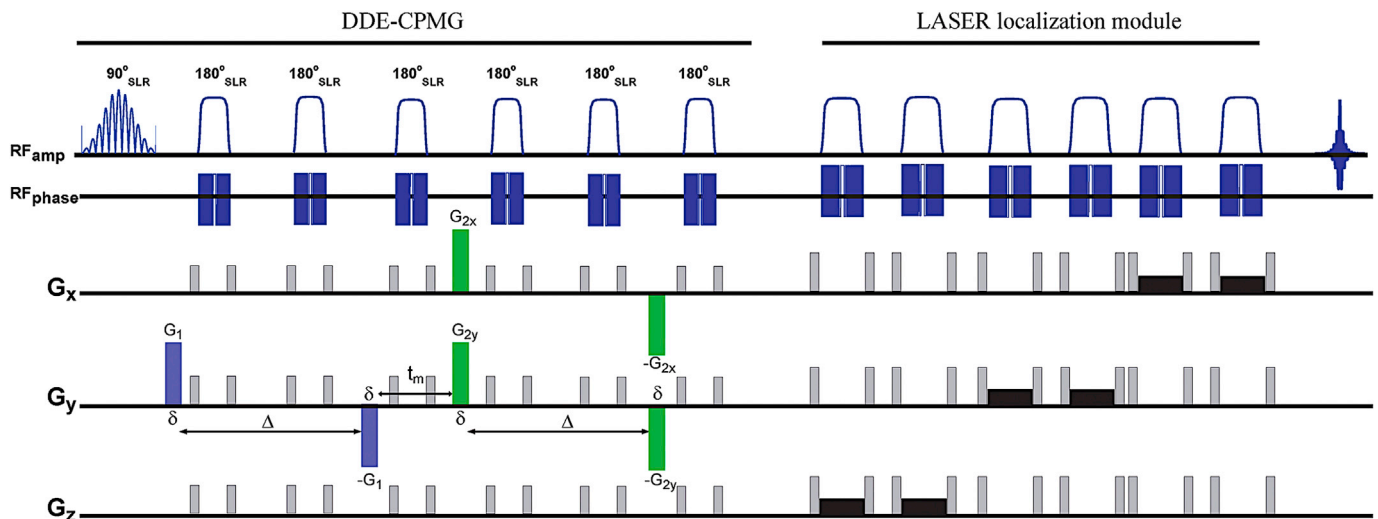 DDE-CPMG LASER localization module
90°SLR 180°SLR 180°SLR 180°SLR 180°SLR 180°SLR 180°SLR
RFamp
RFphase
G2x
Gx
G1 G2y -G2x
tm
δ δ
Gy
δ Δ δ Δ
-G1 -G2y
Gz